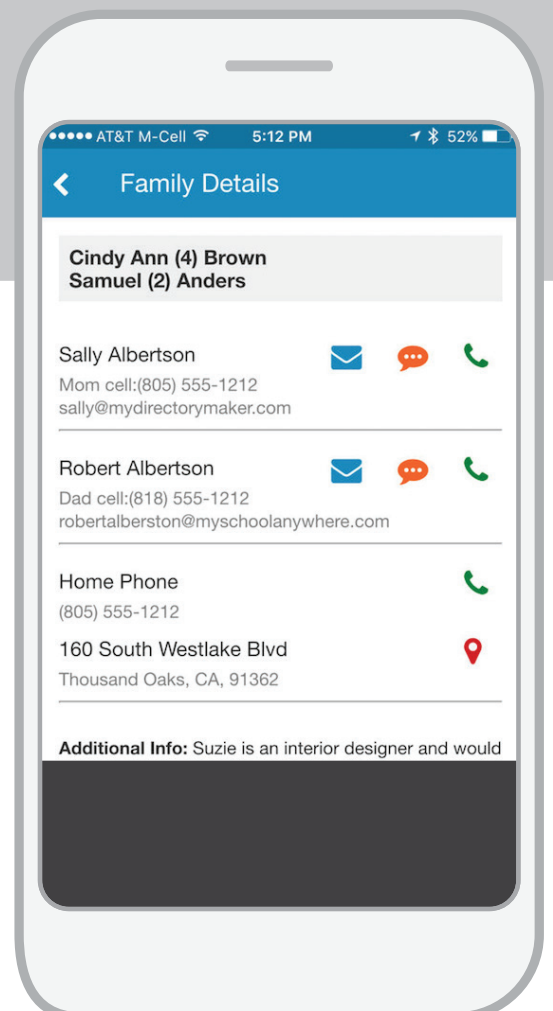 AT&T M-Cell 5:12 PM 52%
Family Details
Cindy Ann (4) Brown
Samuel (2) Anders
Sally Albertson
Mom cell:(805) 555-1212
sally@mydirectorymaker.com
Robert Albertson
Dad cell:(818) 555-1212
robertalberston@myschoolanywhere.com
Home Phone
(805) 555-1212
160 South Westlake Blvd
Thousand Oaks, CA, 91362
Additional Info: Suzie is an interior designer and would